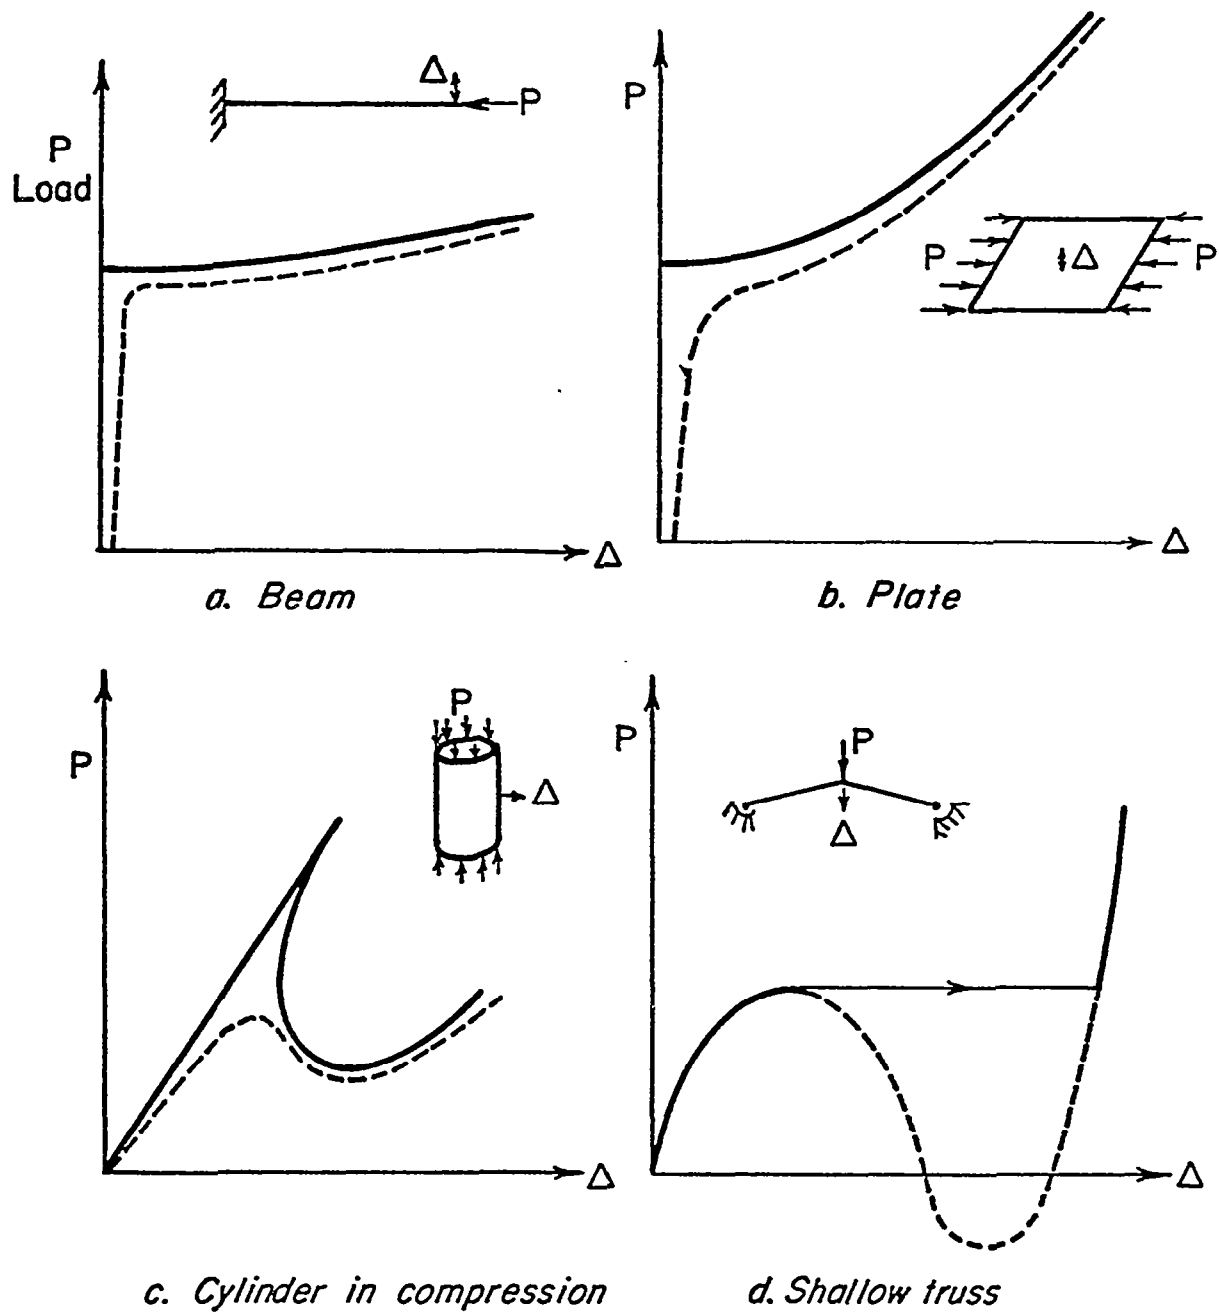 Δ
P
P
Load
Δ
a. Beam
P
P
Δ
P
Δ
b. Plate
P
P
Δ
Δ
c. Cylinder in compression
P
P
Δ
Δ
d. Shallow truss